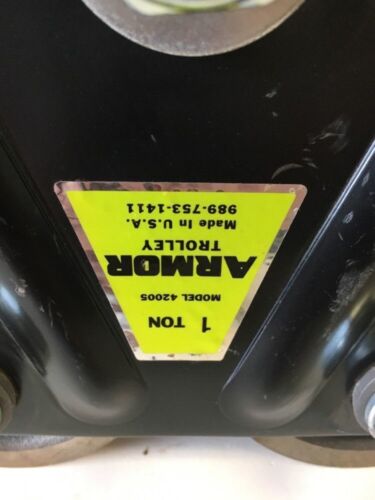 1 TON
MODEL 42005
ARMOR
TROLLEY
Made In U.S.A.
989-753-1411